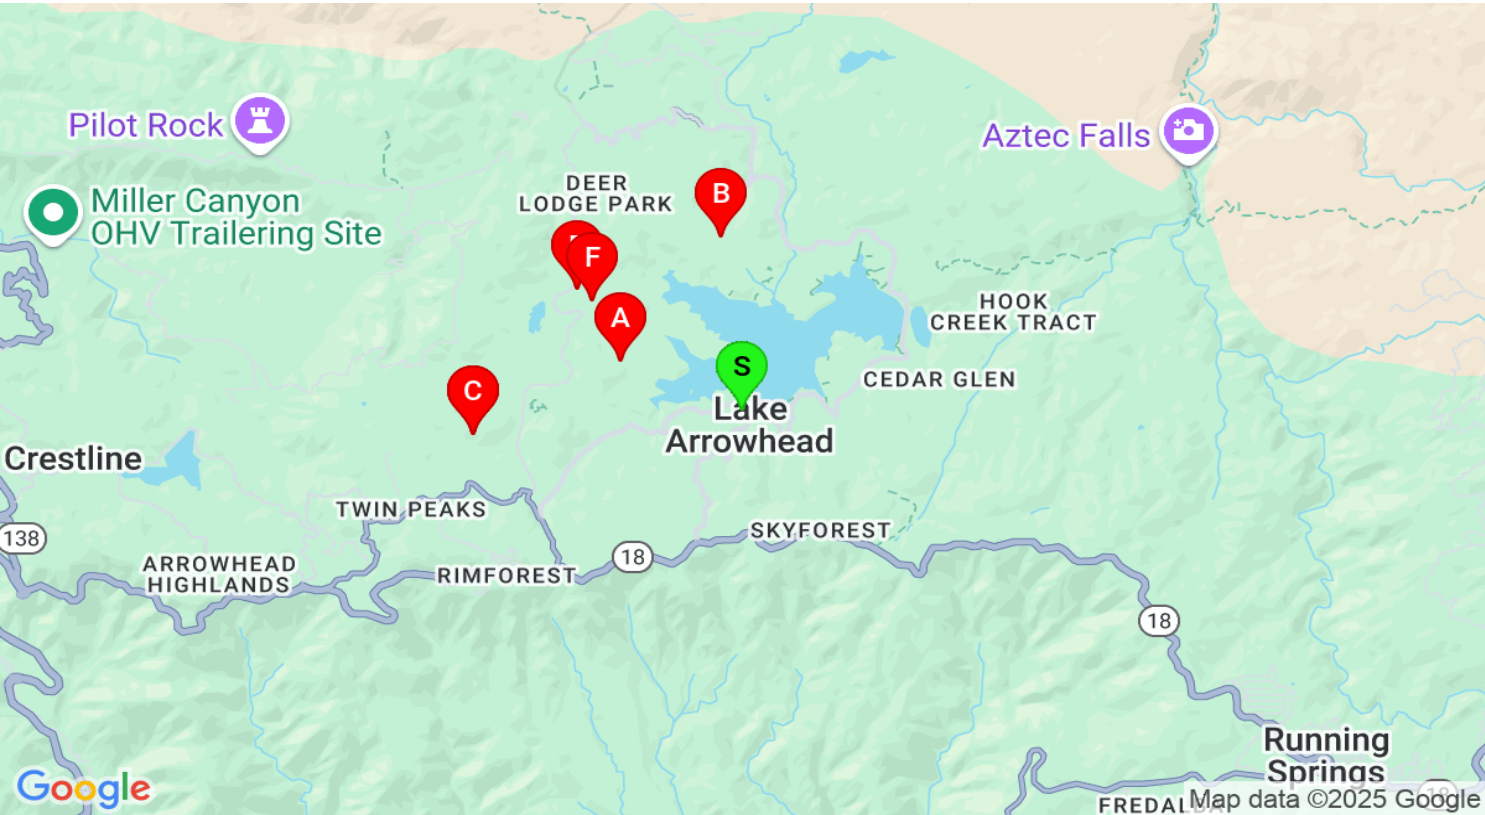 Pilot Rock
Aztec Falls
Miller Canyon
OHV Trailering Site
DEER
LODGE PARK
B
F
A
S
C
HOOK
CREEK TRACT
CEDAR GLEN
Lake
Arrowhead
Crestline
TWIN PEAKS
138
ARROWHEAD
HIGHLANDS
RIMFOREST
18
SKYFOREST
18
Running
Springs
18
Google
Map data ©2025 Google